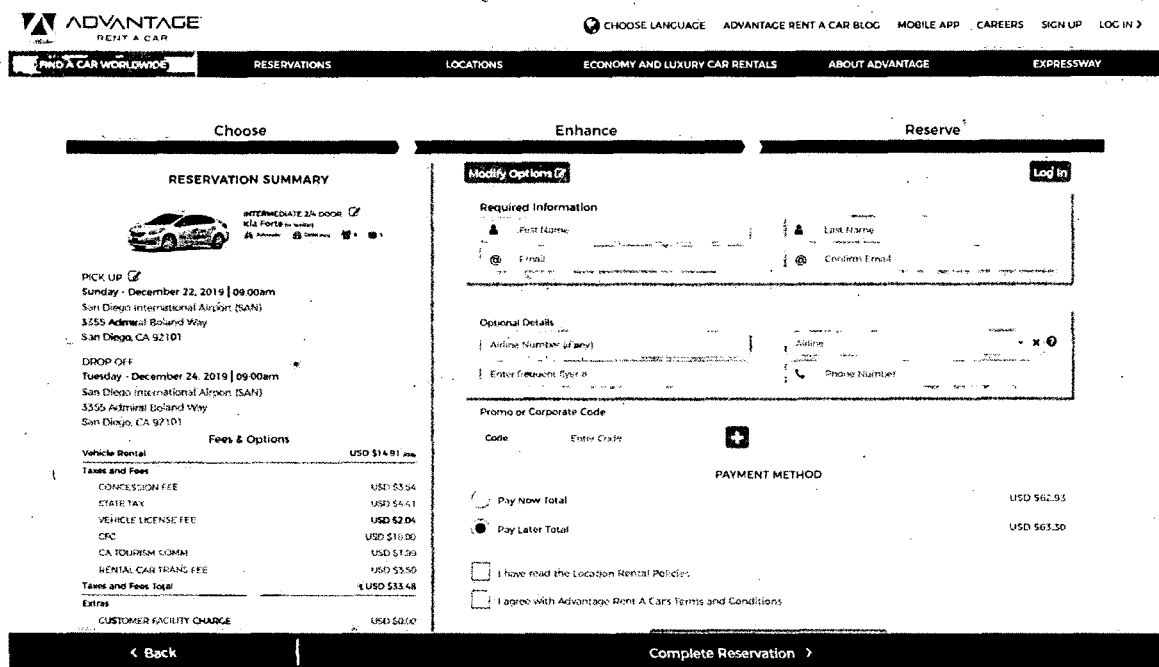 ADVANTAGE
RENT A CAR
CHOOSE LANGUAGE ADVANTAGE RENT A CAR BLOG MOBILE APP CAREERS SIGN UP LOG IN >
FIND A CAR WORLDWIDE RESERVATIONS LOCATIONS ECONOMY AND LUXURY CAR RENTALS ABOUT ADVANTAGE EXPRESSWAY
Choose Enhance Reserve
RESERVATION SUMMARY
INTERMEDIATE 2/4 DOOR
Kia Forte (or similar)
Automatic
PICK UP
Sunday - December 22, 2019 | 09:00am
San Diego International Airport (SAN)
3355 Admiral Boland Way
San Diego, CA 92101
DROP OFF
Tuesday - December 24, 2019 | 09:00am
San Diego International Airport (SAN)
3355 Admiral Boland Way
San Diego, CA 92101
Fees & Options
Vehicle Rental USD $14.91
Taxes and Fees
CONCESSION FEE USD $3.54
STATE TAX USD $4.41
VEHICLE LICENSE FEE USD $2.04
CFC USD $18.00
CA TOURISM COMM USD $1.99
RENTAL CAR TRANS FEE USD $3.50
Taxes and Fees Total USD $33.48
Extras
CUSTOMER FACILITY CHARGE USD $0.00
Modify Options Log In
Required Information
First Name Last Name
@ Email @ Confirm Email
Optional Details
Airline Number (if any) Airline
Enter frequent flyer # Phone Number
Promo or Corporate Code
Code Enter Code +
PAYMENT METHOD
Pay Now Total USD $62.93
Pay Later Total USD $63.30
I have read the Location Rental Policies
I agree with Advantage Rent A Cars Terms and Conditions
< Back Complete Reservation >